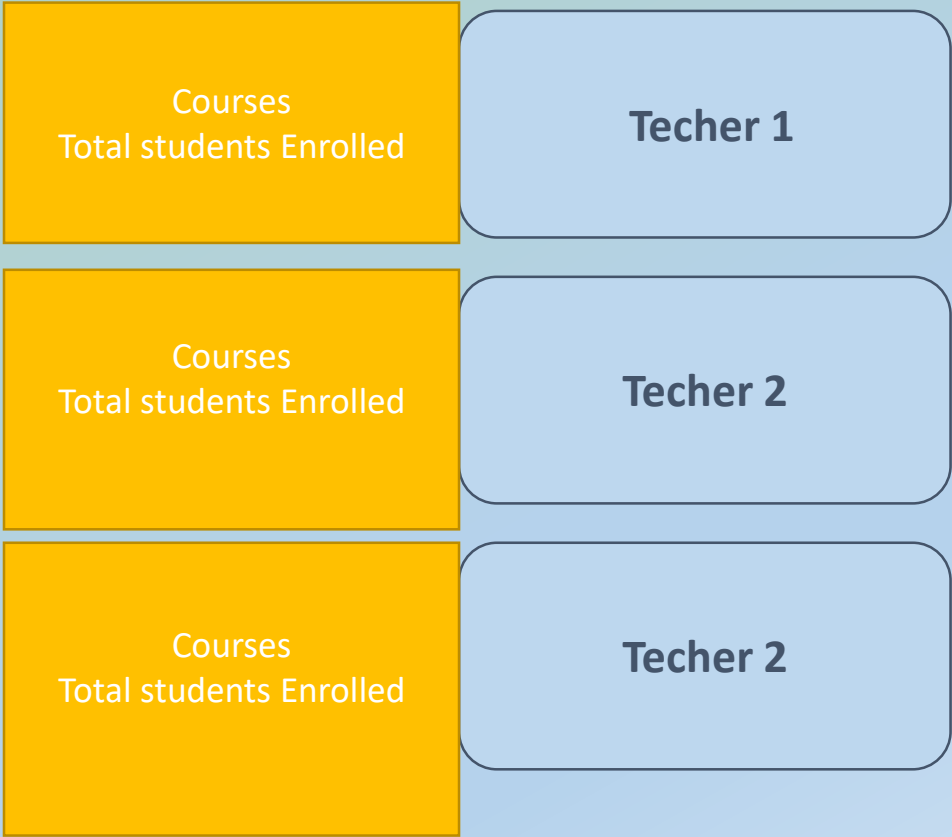 Courses
Total students Enrolled
Techer 1
Courses
Total students Enrolled
Techer 2
Courses
Total students Enrolled
Techer 2